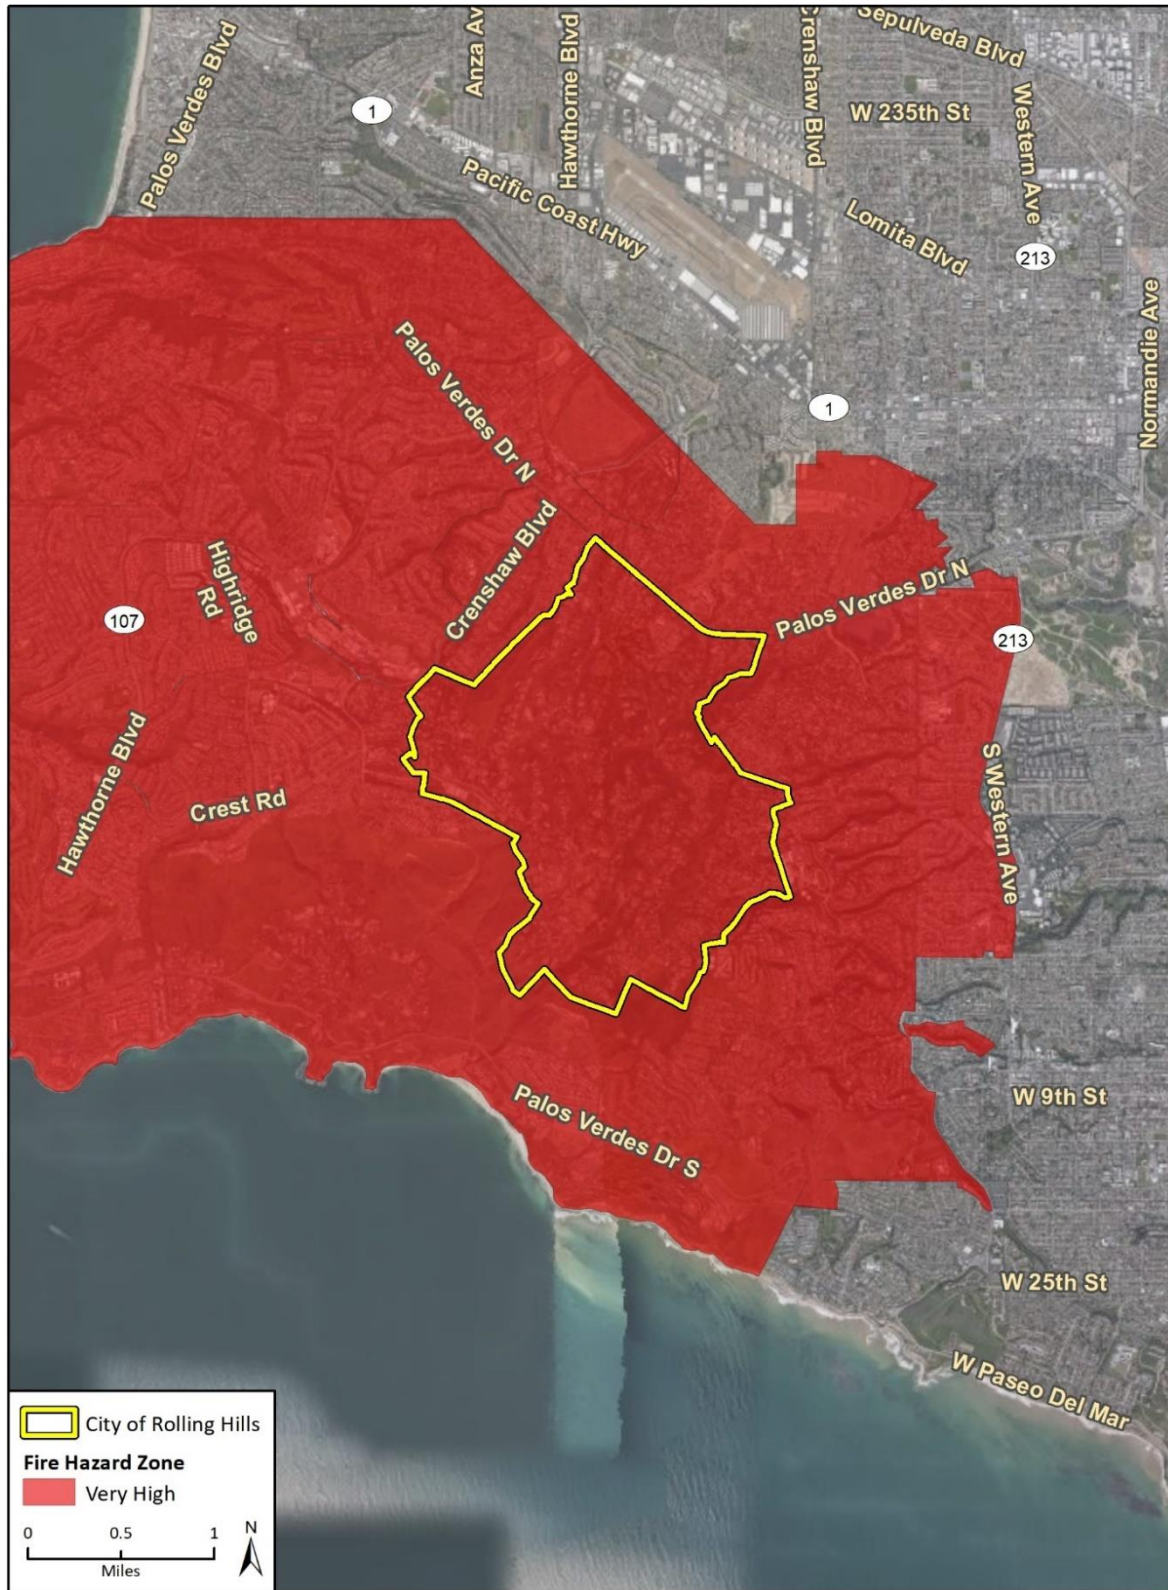 Sepulveda Blvd
Palos Verdes Blvd
Anza Av
Hawthorne Blvd
Crenshaw Blvd
1
W 235th St
Western Ave
Pacific Coast Hwy
Lomita Blvd
213
Normandie Ave
Palos Verdes Dr N
1
Crenshaw Blvd
Highridge
Rd
107
Palos Verdes Dr N
213
Hawthorne Blvd
Crest Rd
S Western Ave
Palos Verdes Dr S
W 9th St
W 25th St
W Paseo Del Mar
City of Rolling Hills
Fire Hazard Zone
Very High
0 0.5 1
Miles
N